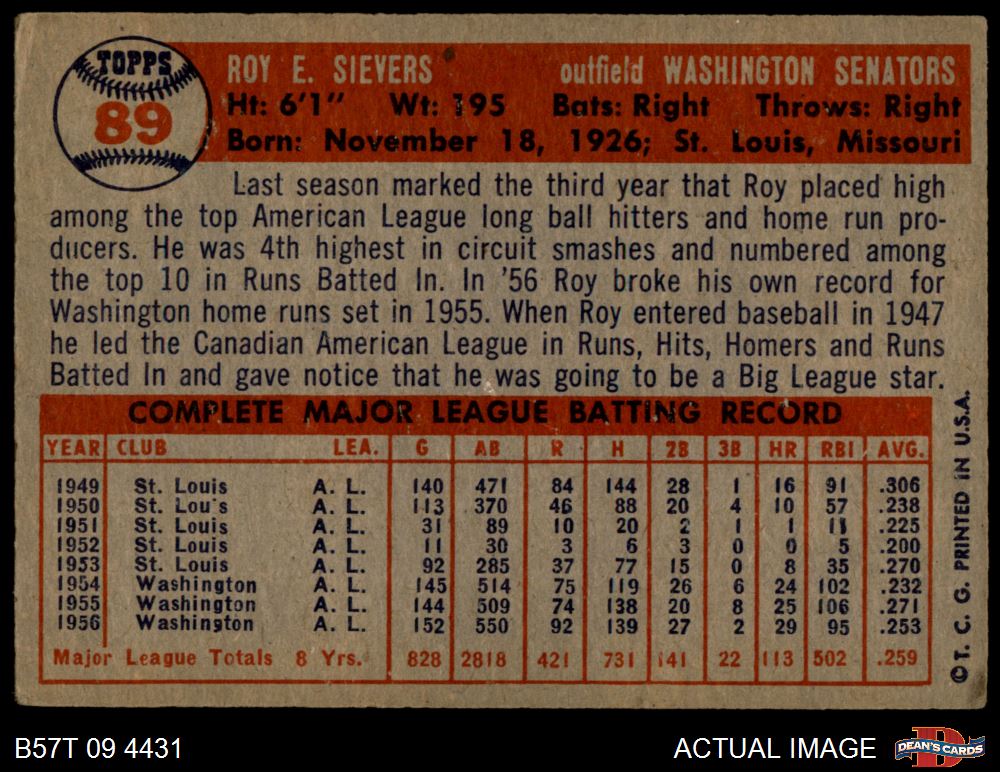 TOPPS
89
ROY E. SIEVERS outfield WASHINGTON SENATORS
Ht: 6'1" Wt: 195 Bats: Right Throws: Right
Born: November 18, 1926; St. Louis, Missouri
Last season marked the third year that Roy placed high
among the top American League long ball hitters and home run pro-
ducers. He was 4th highest in circuit smashes and numbered among
the top 10 in Runs Batted In. In '56 Roy broke his own record for
Washington home runs set in 1955. When Roy entered baseball in 1947
he led the Canadian American League in Runs, Hits, Homers and Runs
Batted In and gave notice that he was going to be a Big League star.
COMPLETE MAJOR LEAGUE BATTING RECORD
YEAR CLUB LEA. G AB R H 2B 3B HR RBI AVG.
1949 St. Louis A. L. 140 471 84 144 28 1 16 91 .306
1950 St. Lou's A. L. 113 370 46 88 20 4 10 57 .238
1951 St. Louis A. L. 31 89 10 20 2 1 1 11 .225
1952 St. Louis A. L. 11 30 3 6 3 0 0 5 .200
1953 St. Louis A. L. 92 285 37 77 15 0 8 35 .270
1954 Washington A. L. 145 514 75 119 26 6 24 102 .232
1955 Washington A. L. 144 509 74 138 20 8 25 106 .271
1956 Washington A. L. 152 550 92 139 27 2 29 95 .253
Major League Totals 8 Yrs. 828 2818 421 731 141 22 113 502 .259
©T. C. G. PRINTED IN U.S.A.
B57T 09 4431
ACTUAL IMAGE
D
DEAN'S CARDS